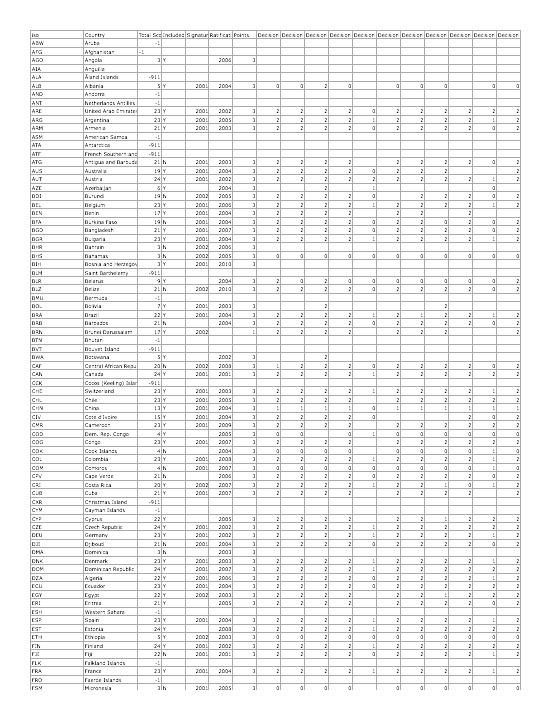 iso Country Total Sco Included Signatur Ratificat Points Decision Decision Decision Decision Decision Decision Decision Decision Decision Decision Decision
ABW Aruba -1
AFG Afghanistan -1
AGO Angola 3 Y 2006 3
AIA Anguilla
ALA Åland Islands -911
ALB Albania 5 Y 2001 2004 3 0 0 2 0 0 0 0 0 0
AND Andorra -1
ANT Netherlands Antilles -1
ARE United Arab Emirates 23 Y 2001 2002 3 2 2 2 2 0 2 2 2 2 2 2
ARG Argentina 23 Y 2001 2005 3 2 2 2 2 1 2 2 2 2 1 2
ARM Armenia 21 Y 2001 2003 3 2 2 2 2 0 2 2 2 2 0 2
ASM American Samoa -1
ATA Antarctica -911
ATF French Southern and -911
ATG Antigua and Barbuda 21 N 2001 2003 3 2 2 2 2 2 2 2 2 0 2
AUS Australia 19 Y 2001 2004 3 2 2 2 2 2
AUT Austria 24 Y 2001 2002 3 2 2 2 2 2 2 2 2 2 1 2
AZE Azerbaijan 6 Y 2004 3 2 1 0
BDI Burundi 19 N 2002 2005 3 2 2 2 2 0 2 2 2 0 2
BEL Belgium 23 Y 2001 2006 3 2 2 2 2 1 2 2 2 2 1 2
BEN Benin 17 Y 2001 2004 3 2 2 2 2 2 2 2
BFA Burkina Faso 19 N 2001 2004 3 2 2 2 2 0 2 0 2 0 2
BGD Bangladesh 21 Y 2001 2007 3 2 2 2 2 0 2 2 2 2 0 2
BGR Bulgaria 23 Y 2001 2004 3 2 2 2 2 1 2 2 2 2 1 2
BHR Bahrain 3 N 2002 2006 3
BHS Bahamas 3 N 2002 2005 3 0 0 0 0 0 0 0 0 0 0 0
BIH Bosnia and Herzegov 3 Y 2001 2010 3
BLM Saint Barthelemy -911
BLR Belarus 9 Y 2004 3 2 0 2 0 0 0 0 0 0 2
BLZ Belize 21 N 2002 2010 3 2 2 2 2 0 2 2 2 2 0 2
BMU Bermuda -1
BOL Bolivia 7 Y 2001 2003 3 2 2
BRA Brazil 22 Y 2001 2004 3 2 2 2 2 1 2 1 2 2 1 2
BRB Barbados 21 N 2004 3 2 2 2 2 0 2 2 2 2 0 2
BRN Brunei Darussalam 17 Y 2002 1 2 2 2 2 2
BTN Bhutan -1
BVT Bouvet Island -911
BWA Botswana 5 Y 2002 3 2
CAF Central African Repu 20 N 2002 2008 3 1 2 2 2 0 2 2 2 2 0 2
CAN Canada 24 Y 2001 2001 3 2 2 2 2 1 2 2 2 2 2 2
CCK Cocos (Keeling) Islar -911
CHE Switzerland 23 Y 2001 2003 3 2 2 2 2 1 2 2 2 2 1 2
CHL Chile 23 Y 2001 2005 3 2 2 2 2 2 2 2 2 2
CHN China 13 Y 2001 2004 3 1 1 1 1 0 1 1 1 1 1 1
CIV Cote d'Ivoire 15 Y 2001 2004 3 2 2 2 2 0 2 0 2
CMR Cameroon 23 Y 2001 2009 3 2 2 2 2 2 2 2 2 2 2
COD Dem. Rep. Congo 4 Y 2005 3 0 0 0 1 0 0 0 0 0 0
COG Congo 23 Y 2001 2007 3 2 2 2 2 2 2 2 2 2 2
COK Cook Islands 4 N 2004 3 0 0 0 0 0 0 0 0 1 0
COL Colombia 23 Y 2001 2008 3 2 2 2 2 1 2 2 2 2 1 2
COM Comoros 4 N 2001 2005 3 0 0 0 0 0 0 0 0 0 1 0
CPV Cape Verde 21 N 2006 3 2 2 2 2 0 2 2 2 2 0 2
CRI Costa Rica 20 Y 2002 2007 3 2 2 2 2 1 2 2 1 0 1 2
CUB Cuba 21 Y 2001 2007 3 2 2 2 2 2 2 2 2 2
CXR Christmas Island -911
CYM Cayman Islands -1
CYP Cyprus 22 Y 2005 3 2 2 2 2 2 2 1 2 2 2
CZE Czech Republic 24 Y 2001 2002 3 2 2 2 2 1 2 2 2 2 2 2
DEU Germany 23 Y 2001 2002 3 2 2 2 2 1 2 2 2 2 1 2
DJI Djibouti 21 N 2001 2004 3 2 2 2 2 0 2 2 2 2 0 2
DMA Dominica 3 N 2003 3
DNK Denmark 23 Y 2001 2003 3 2 2 2 2 1 2 2 2 2 1 2
DOM Dominican Republic 24 Y 2001 2007 3 2 2 2 2 1 2 2 2 2 2 2
DZA Algeria 22 Y 2001 2006 3 2 2 2 2 0 2 2 2 2 1 2
ECU Ecuador 23 Y 2001 2004 3 2 2 2 2 0 2 2 2 2 2 2
EGY Egypt 22 Y 2002 2003 3 2 2 2 2 2 2 1 2 2 2
ERI Eritrea 21 Y 2005 3 2 2 2 2 2 2 2 2 2
ESH Western Sahara -1
ESP Spain 23 Y 2001 2004 3 2 2 2 2 1 2 2 2 2 1 2
EST Estonia 24 Y 2008 3 2 2 2 2 1 2 2 2 2 2 2
ETH Ethiopia 5 Y 2002 2003 3 0 0 0 2 0 0 0 0 0 0 0
FIN Finland 24 Y 2001 2002 3 2 2 2 2 1 2 2 2 2 2 2
FJI Fiji 22 N 2001 2001 3 2 2 2 2 0 2 2 2 2 1 2
FLK Falkland Islands -1
FRA France 23 Y 2001 2004 3 2 2 2 2 1 2 2 2 2 1 2
FRO Faeroe Islands -1
FSM Micronesia 3 N 2001 2005 3 0 0 0 0 0 0 0 0 0 0